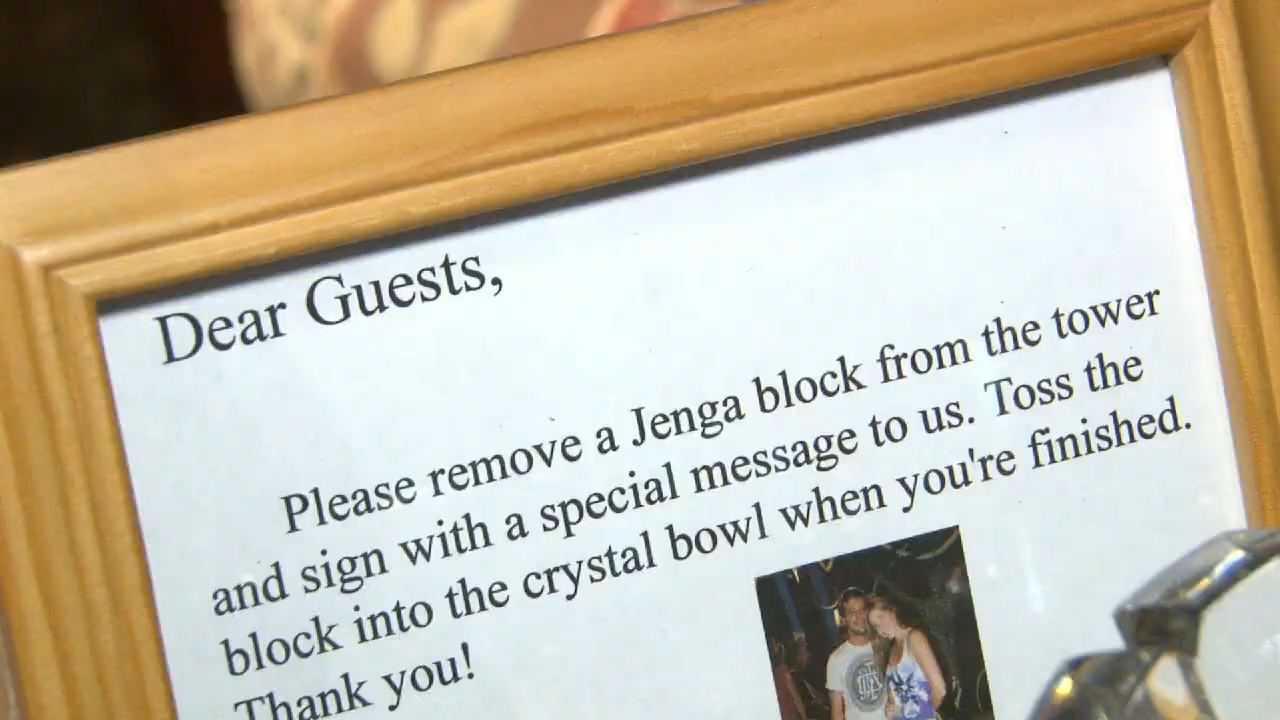 Dear Guests,
Please remove a Jenga block from the tower
and sign with a special message to us. Toss the
block into the crystal bowl when you're finished.
Thank you!